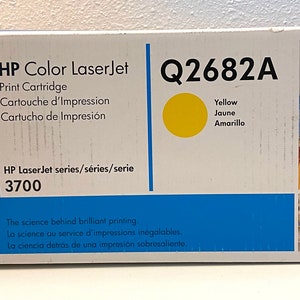 HP Color LaserJet
Print Cartridge
Cartouche d'Impression
Cartucho de Impresión
HP LaserJet series/séries/serie
3700
Q2682A
Yellow
Jaune
Amarillo
The science behind brilliant printing.
La science au service d'impressions inégalables.
La ciencia detrás de una impresión sobresaliente.